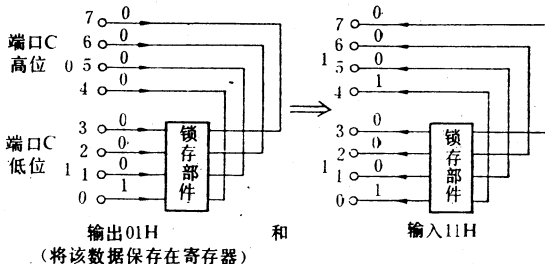 7 0
端口C 6 0
高位 0 5 0
4 0
3 0
端口C 2 0
低位 1 1 0
0 1
锁存部件
输出01H
(将该数据保存在寄存器)
和
7 0
6 0
1 5 0
4 1
3 0
2 0
1 1 0
0 1
锁存部件
输入11H